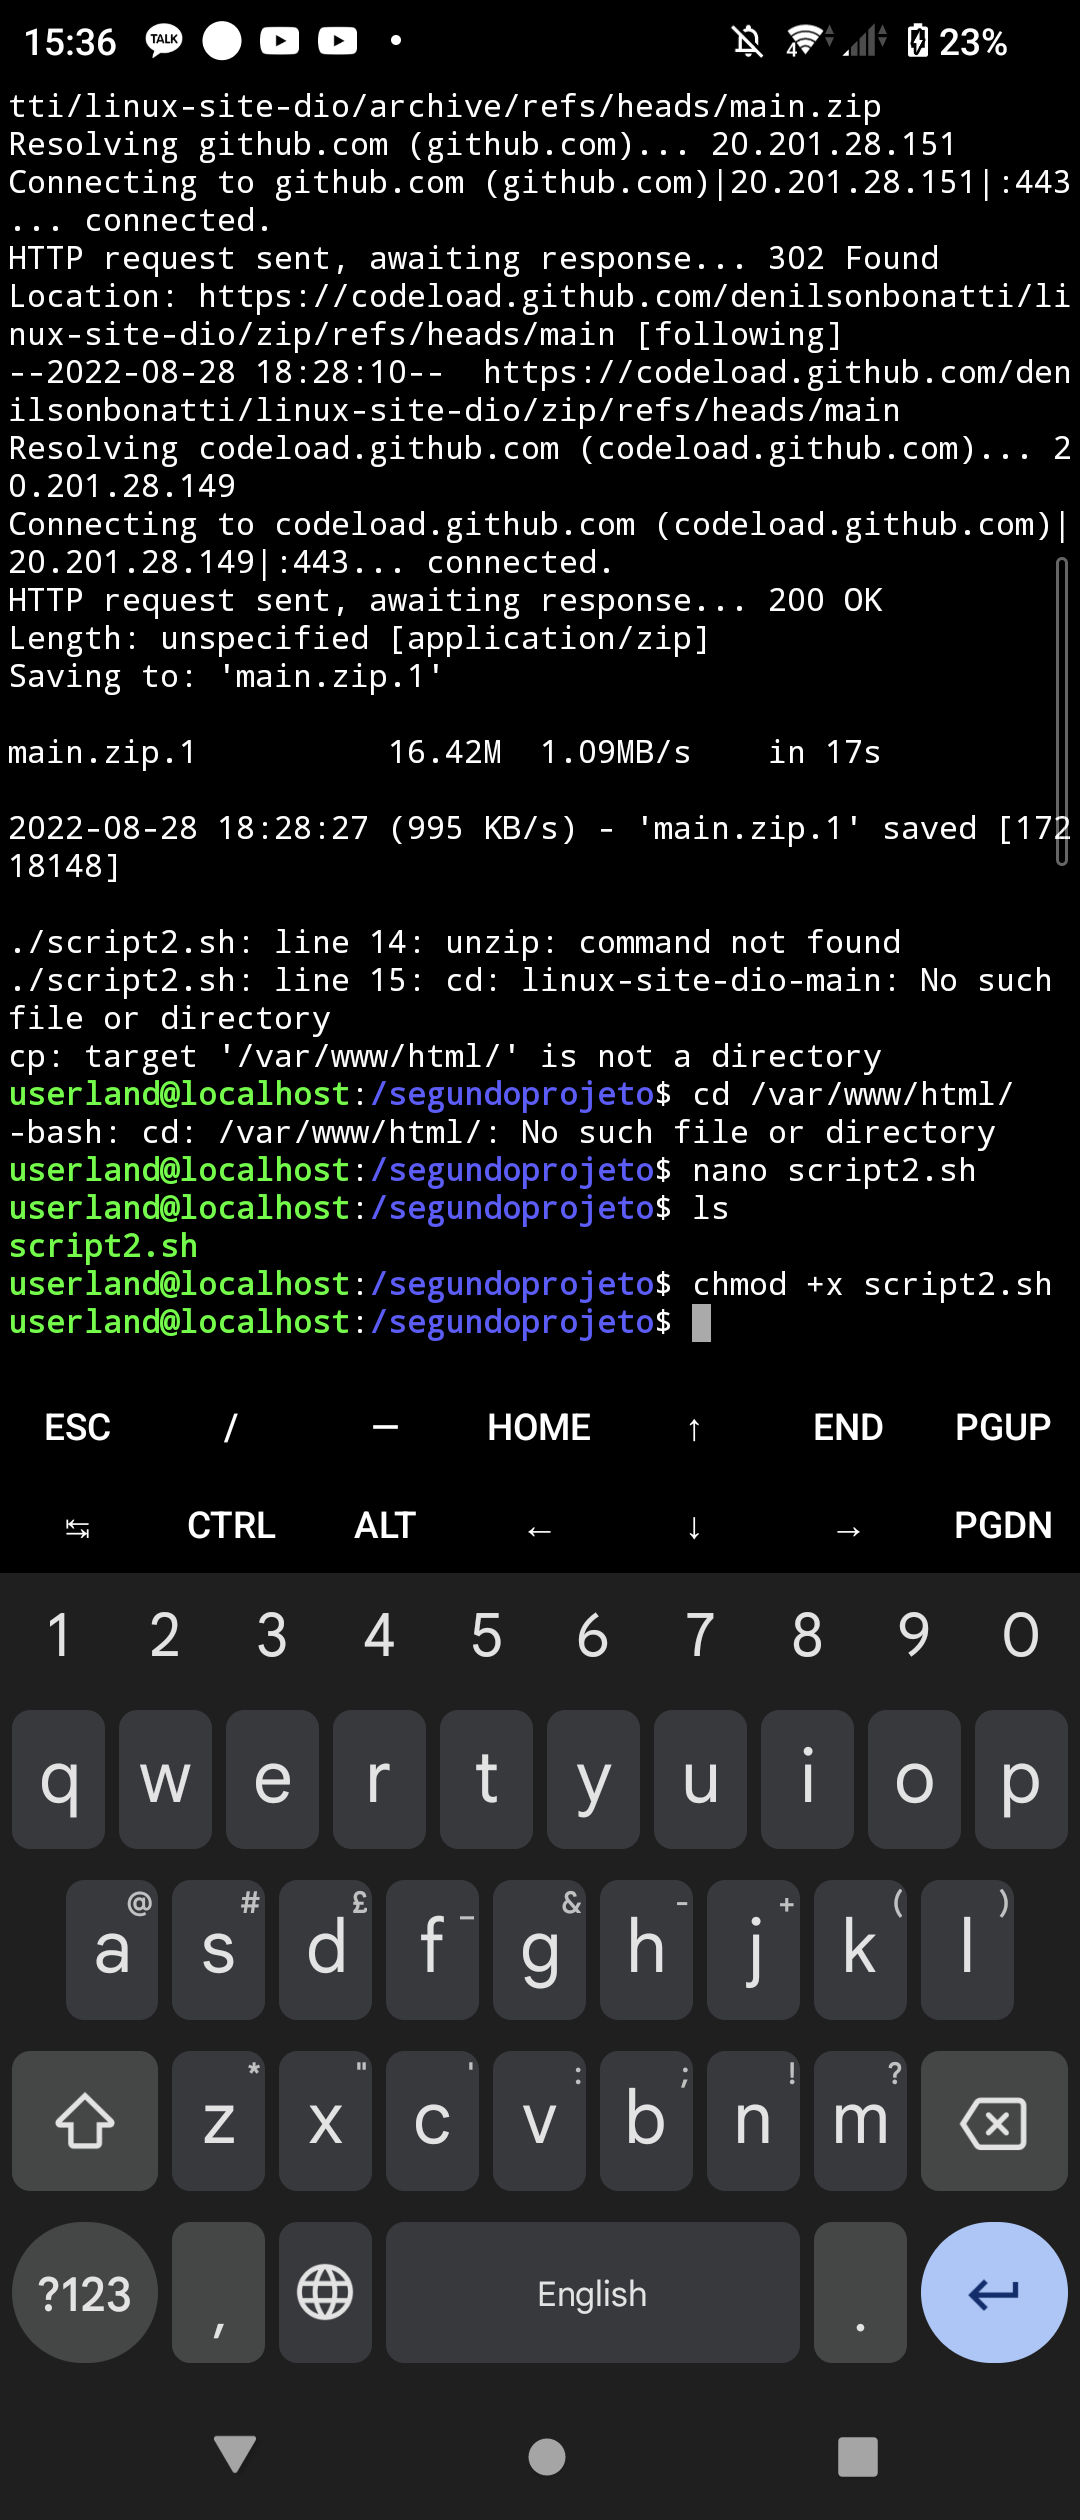 15:36 TALK 4 23%
tti/linux-site-dio/archive/refs/heads/main.zip
Resolving github.com (github.com)... 20.201.28.151
Connecting to github.com (github.com)|20.201.28.151|:443
... connected.
HTTP request sent, awaiting response... 302 Found
Location: https://codeload.github.com/denilsonbonatti/li
nux-site-dio/zip/refs/heads/main [following]
--2022-08-28 18:28:10--  https://codeload.github.com/den
ilsonbonatti/linux-site-dio/zip/refs/heads/main
Resolving codeload.github.com (codeload.github.com)... 2
0.201.28.149
Connecting to codeload.github.com (codeload.github.com)|
20.201.28.149|:443... connected.
HTTP request sent, awaiting response... 200 OK
Length: unspecified [application/zip]
Saving to: 'main.zip.1'
main.zip.1          16.42M  1.09MB/s    in 17s
2022-08-28 18:28:27 (995 KB/s) - 'main.zip.1' saved [172
18148]
./script2.sh: line 14: unzip: command not found
./script2.sh: line 15: cd: linux-site-dio-main: No such
file or directory
cp: target '/var/www/html/' is not a directory
userland@localhost:/segundoprojeto$ cd /var/www/html/
-bash: cd: /var/www/html/: No such file or directory
userland@localhost:/segundoprojeto$ nano script2.sh
userland@localhost:/segundoprojeto$ ls
script2.sh
userland@localhost:/segundoprojeto$ chmod +x script2.sh
userland@localhost:/segundoprojeto$
ESC / — HOME ↑ END PGUP
↹ CTRL ALT ← ↓ → PGDN
1 2 3 4 5 6 7 8 9 0
q w e r t y u i o p
@ # £ _ & - + ( )
a s d f g h j k l
* " ' : ; ! ?
z x c v b n m
?123 , English .